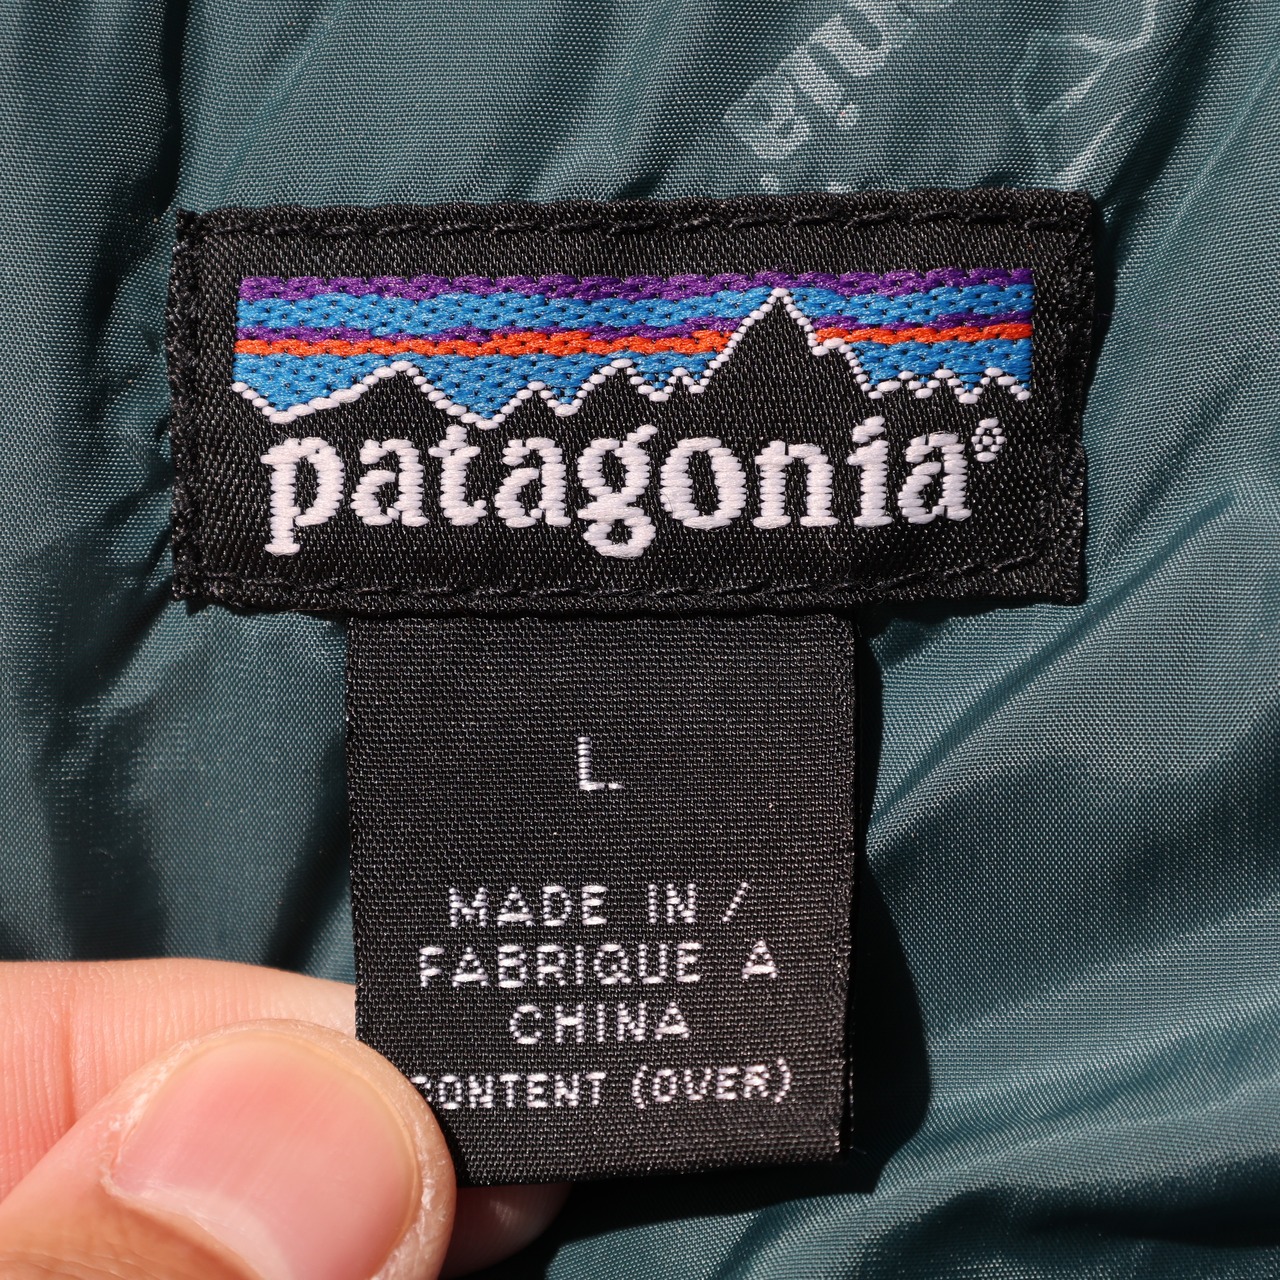 patagonia®
L
MADE IN /
FABRIQUE A
CHINA
CONTENT (OVER)